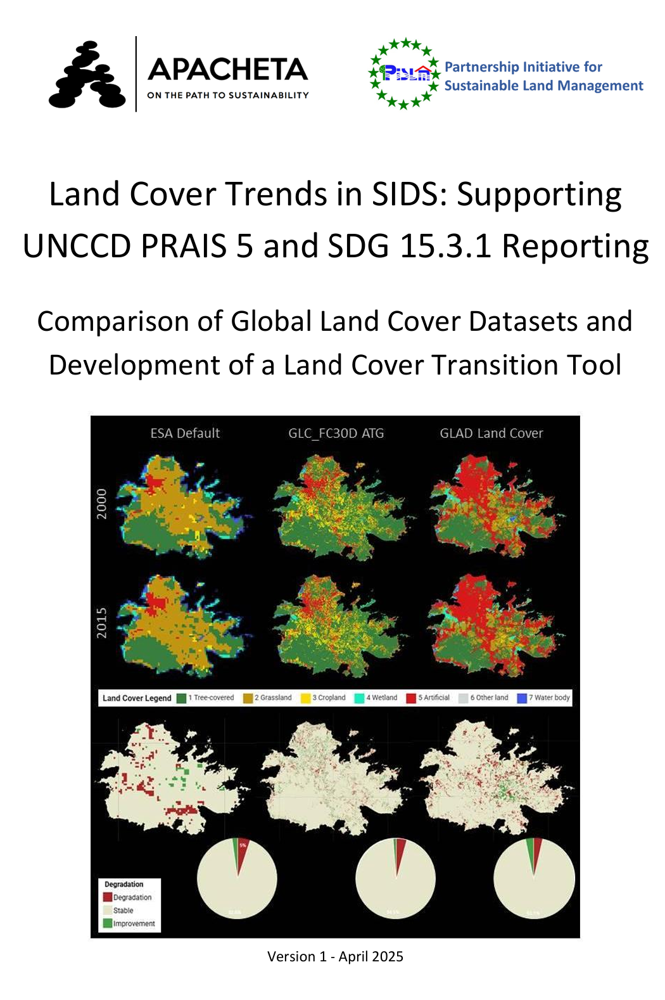 APACHETA
ON THE PATH TO SUSTAINABILITY
PISLM
Partnership Initiative for
Sustainable Land Management
Land Cover Trends in SIDS: Supporting
UNCCD PRAIS 5 and SDG 15.3.1 Reporting
Comparison of Global Land Cover Datasets and
Development of a Land Cover Transition Tool
ESA Default GLC_FC30D ATG GLAD Land Cover
2000
2015
Land Cover Legend 1 Tree-covered 2 Grassland 3 Cropland 4 Wetland 5 Artificial 6 Other land 7 Water body
5%
Degradation
Degradation
Stable
Improvement
Version 1 - April 2025